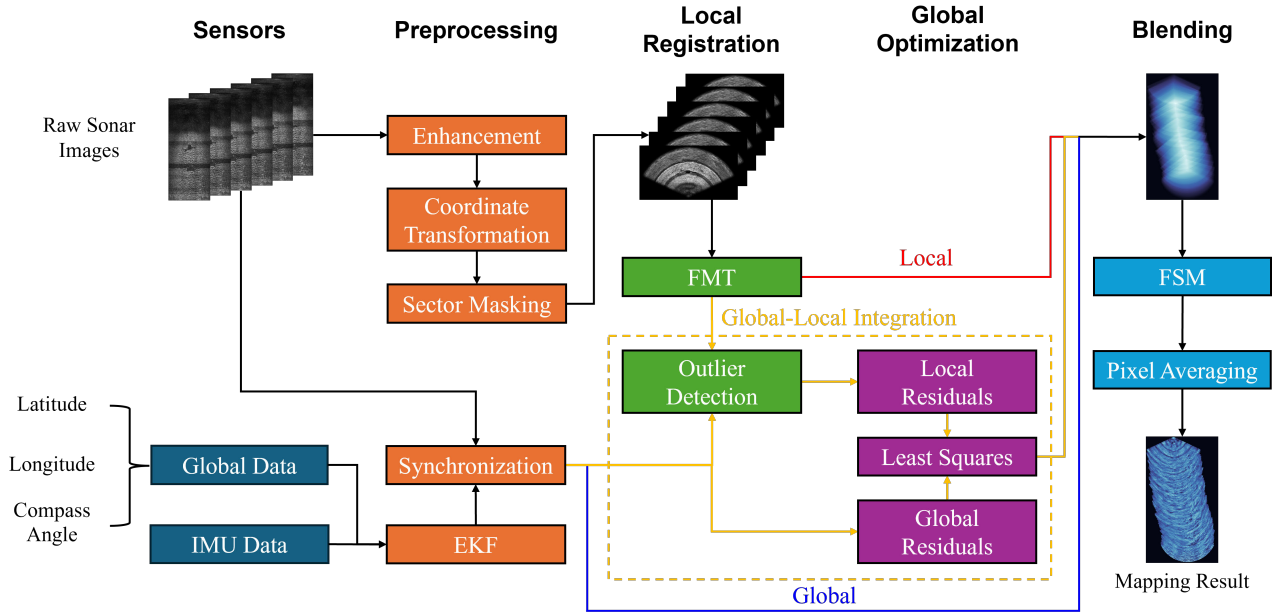 Sensors
Preprocessing
Local
Registration
Global
Optimization
Blending
Raw Sonar
Images
Enhancement
Coordinate
Transformation
Sector Masking
FMT
Local
FSM
Global-Local Integration
Outlier
Detection
Local
Residuals
Pixel Averaging
Latitude
Longitude
Compass
Angle
Global Data
IMU Data
Synchronization
EKF
Least Squares
Global
Residuals
Global
Mapping Result